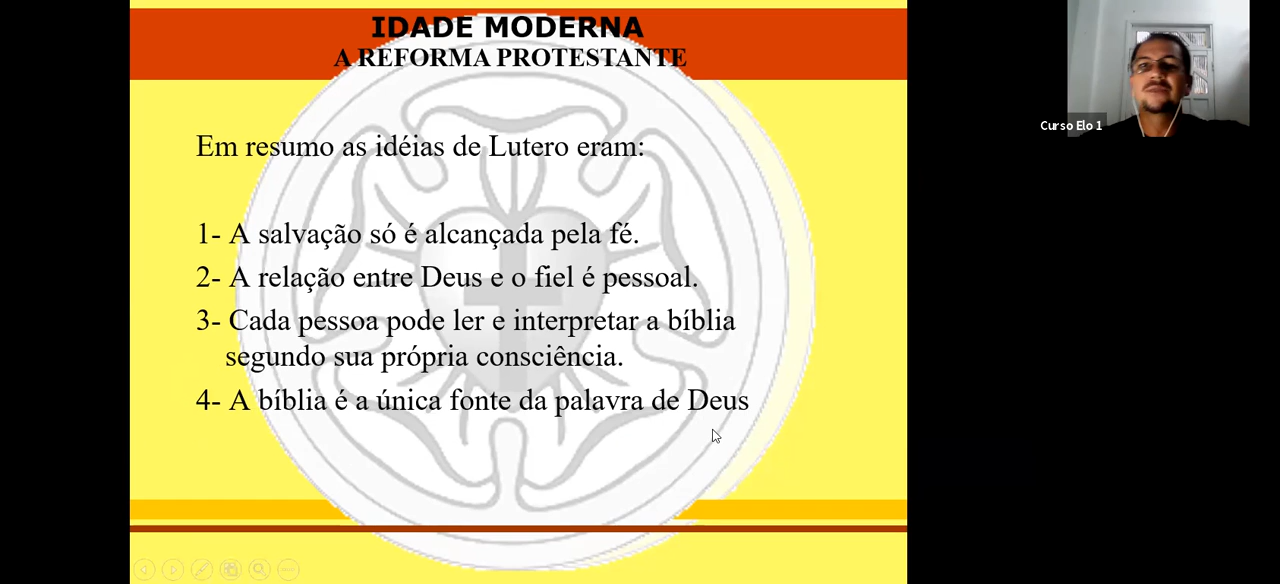 IDADE MODERNA
A REFORMA PROTESTANTE
Em resumo as idéias de Lutero eram:
1- A salvação só é alcançada pela fé.
2- A relação entre Deus e o fiel é pessoal.
3- Cada pessoa pode ler e interpretar a bíblia
segundo sua própria consciência.
4- A bíblia é a única fonte da palavra de Deus
Curso Elo 1